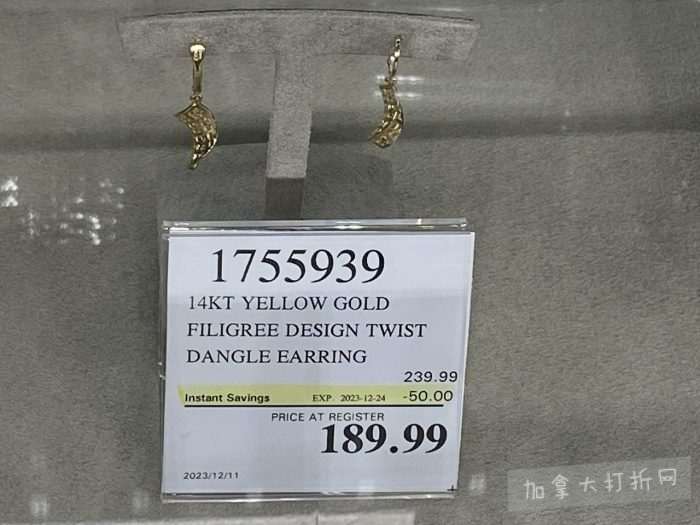 1755939
14KT YELLOW GOLD
FILIGREE DESIGN TWIST
DANGLE EARRING
239.99
Instant Savings EXP. 2023-12-24 -50.00
PRICE AT REGISTER
189.99
2023/12/11
加拿大打折网